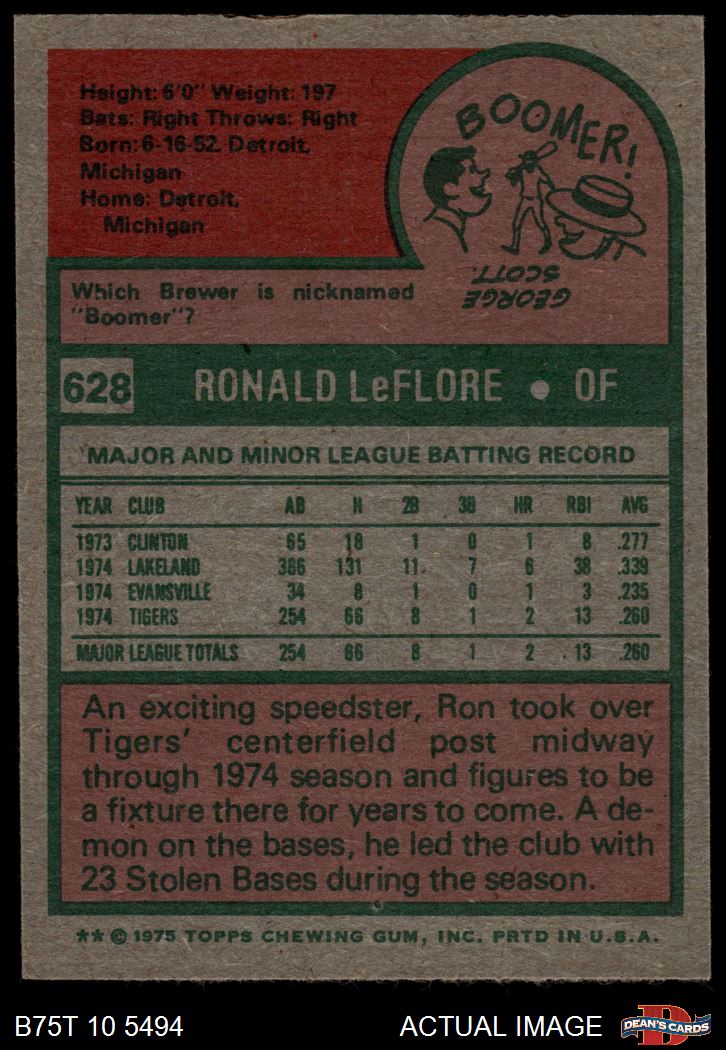 Height: 6'0" Weight: 197
Bats: Right Throws: Right
Born: 6-16-52 Detroit,
Michigan
Home: Detroit,
Michigan
BOOMER!
GEORGE
SCOTT.
Which Brewer is nicknamed
"Boomer"?
628 RONALD LeFLORE • OF
MAJOR AND MINOR LEAGUE BATTING RECORD
YEAR CLUB AB H 2B 3B HR RBI AVG
1973 CLINTON 65 18 1 0 1 8 .277
1974 LAKELAND 386 131 11 7 6 38 .339
1974 EVANSVILLE 34 8 1 0 1 3 .235
1974 TIGERS 254 66 8 1 2 13 .260
MAJOR LEAGUE TOTALS 254 66 8 1 2 13 .260
An exciting speedster, Ron took over
Tigers' centerfield post midway
through 1974 season and figures to be
a fixture there for years to come. A de-
mon on the bases, he led the club with
23 Stolen Bases during the season.
** © 1975 TOPPS CHEWING GUM, INC. PRTD IN U.S.A.
B75T 10 5494 ACTUAL IMAGE
D
DEAN'S CARDS